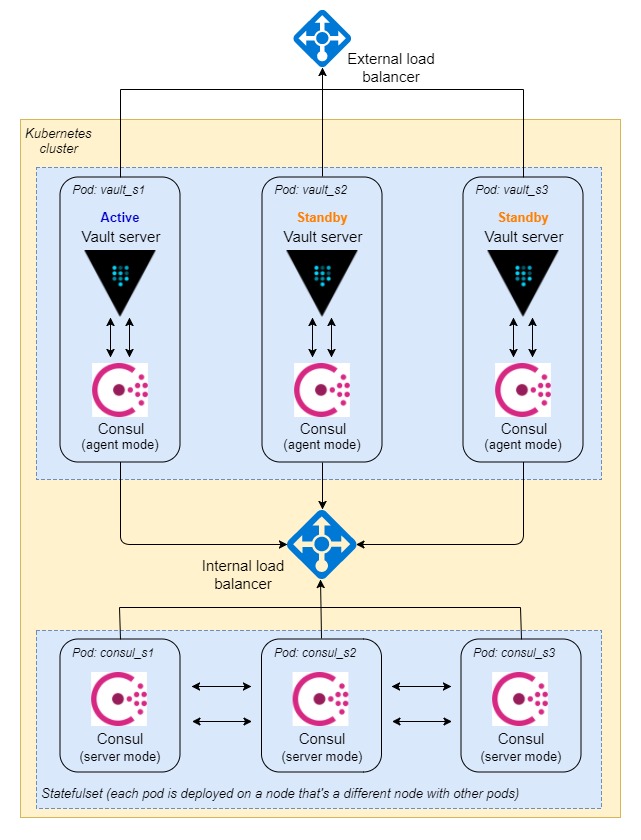 External load
balancer
Kubernetes
cluster
Pod: vault_s1
Active
Vault server
Consul
(agent mode)
Pod: vault_s2
Standby
Vault server
Consul
(agent mode)
Pod: vault_s3
Standby
Vault server
Consul
(agent mode)
Internal load
balancer
Pod: consul_s1
Consul
(server mode)
Pod: consul_s2
Consul
(server mode)
Pod: consul_s3
Consul
(server mode)
Statefulset (each pod is deployed on a node that's a different node with other pods)